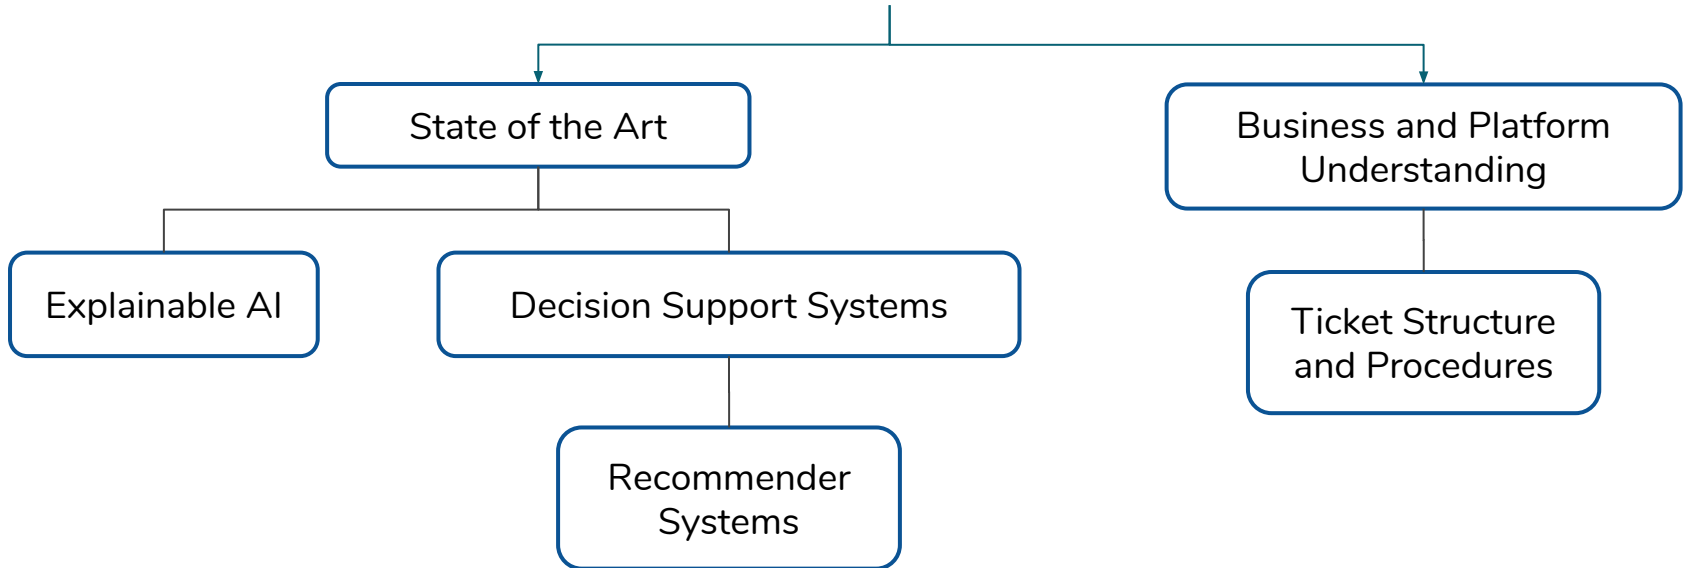 State of the Art
Business and Platform
Understanding
Explainable AI
Decision Support Systems
Ticket Structure
and Procedures
Recommender
Systems